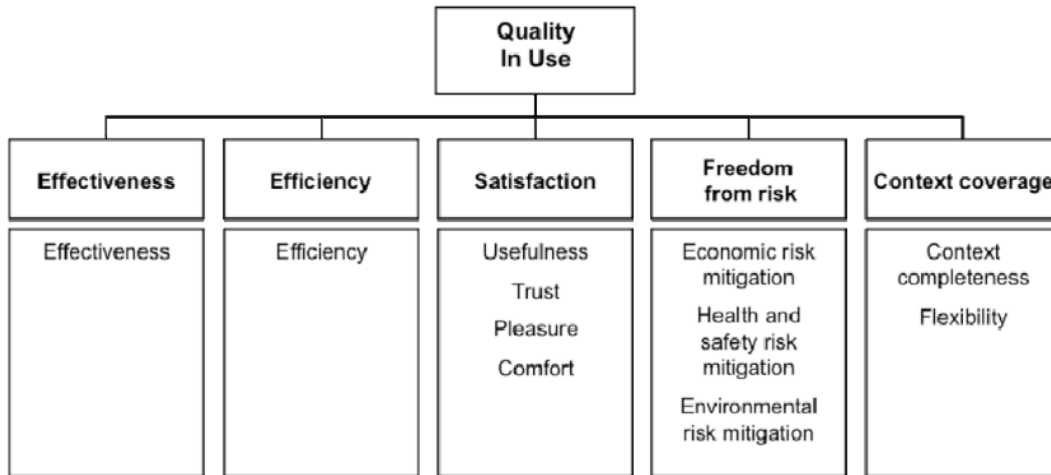 Quality
In Use
Effectiveness
Efficiency
Satisfaction
Freedom
from risk
Context coverage
Effectiveness
Efficiency
Usefulness
Trust
Pleasure
Comfort
Economic risk
mitigation
Health and
safety risk
mitigation
Environmental
risk mitigation
Context
completeness
Flexibility